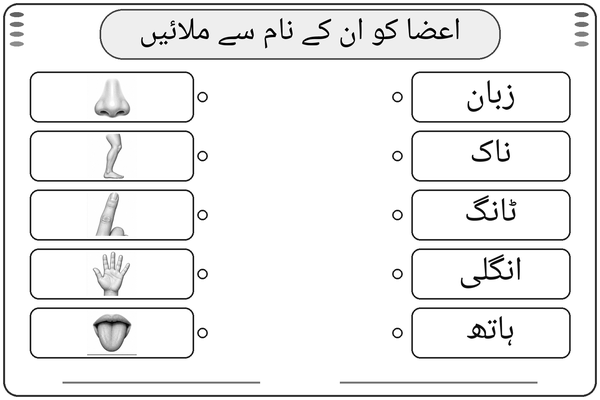 اعضا کو ان کے نام سے ملائیں
زبان
ناک
ٹانگ
انگلی
ہاتھ